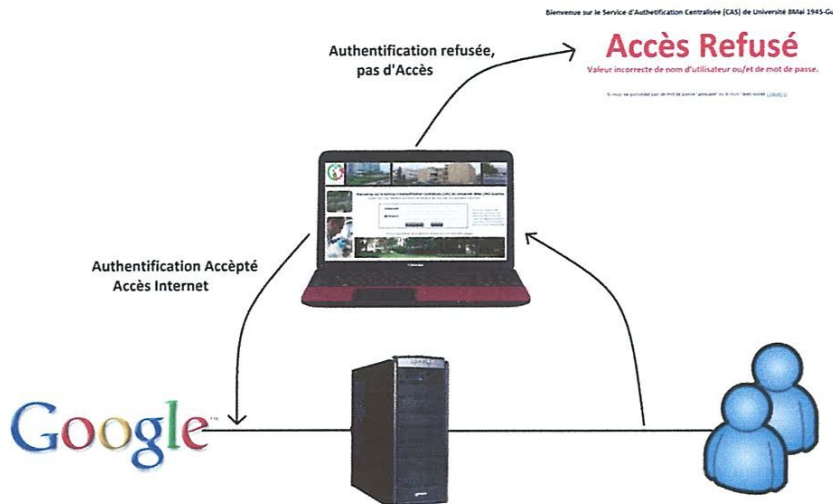 Bienvenue sur le Service d'Authetification Centralisée (CAS) de Université 8Mai 1945-Gu
Authentification refusée,
pas d'Accès
Accès Refusé
Valeur incorrecte de nom d'utilisateur ou/et de mot de passe.
Authentification Accèpté
Accès Internet
Google